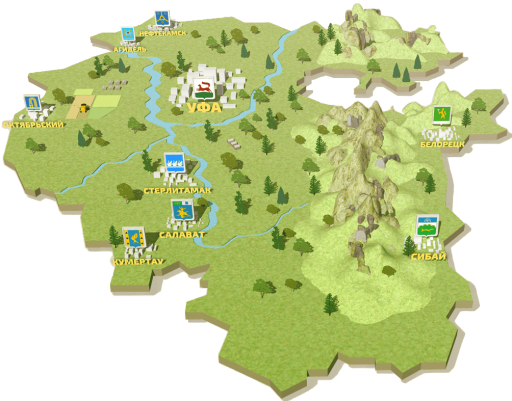 НЕФТЕКАМСК
АГИДЕЛЬ
УФА
ОКТЯБРЬСКИЙ
БЕЛОРЕЦК
СТЕРЛИТАМАК
САЛАВАТ
КУМЕРТАУ
СИБАЙ